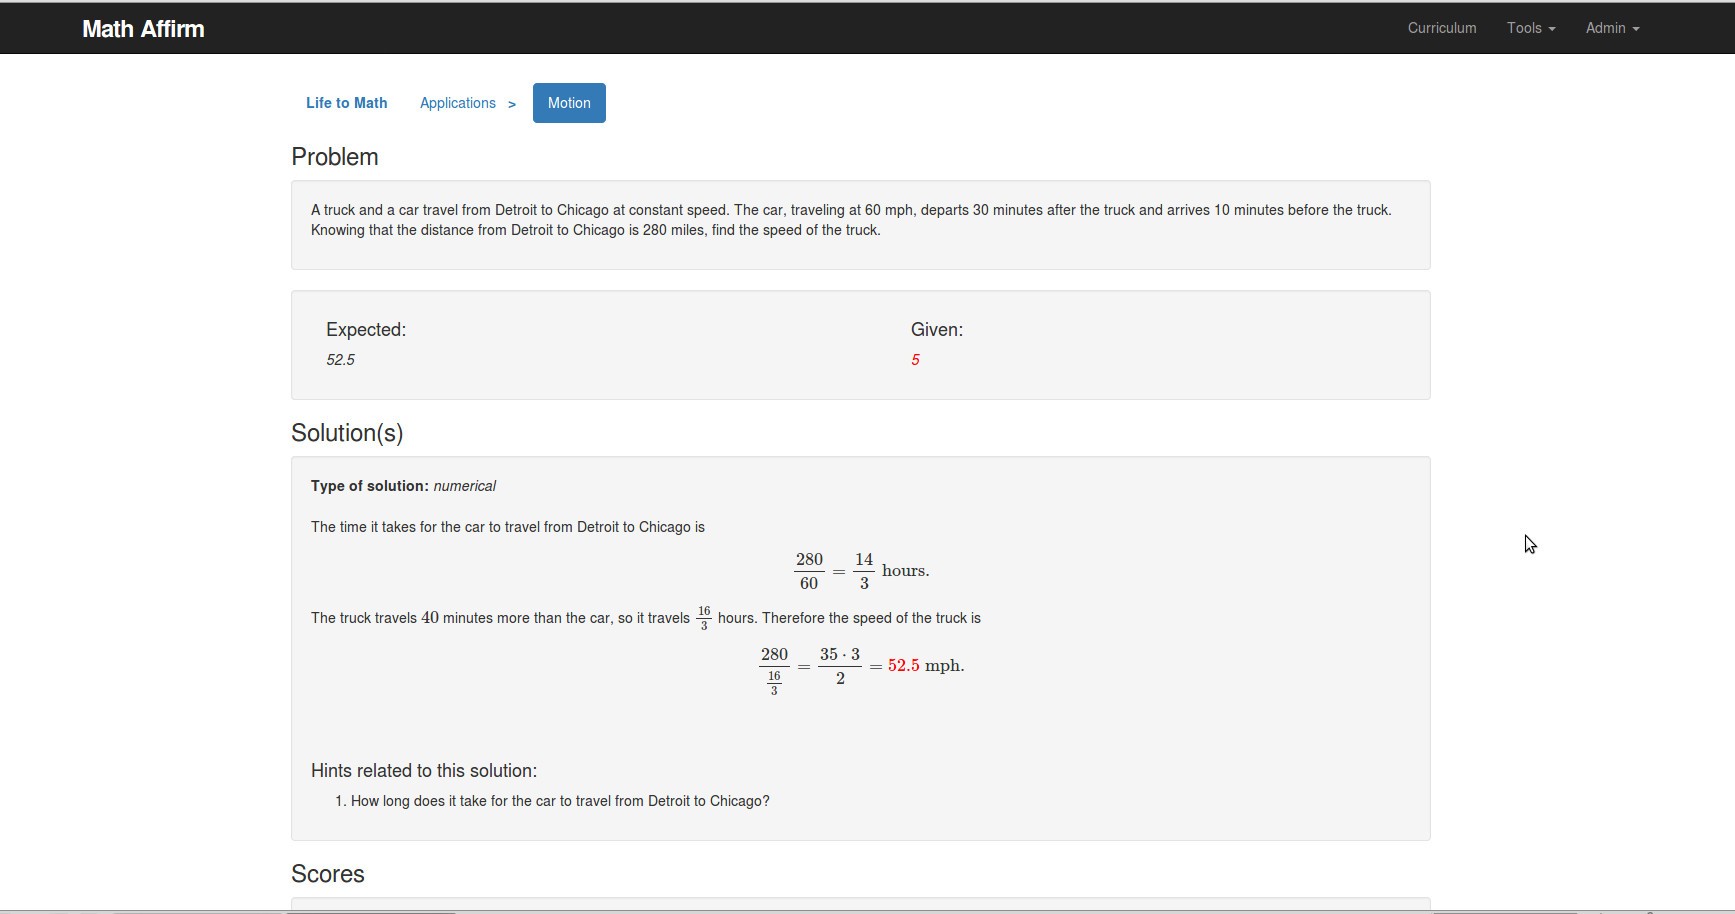 Math Affirm
Curriculum Tools Admin
Life to Math Applications > Motion
Problem
A truck and a car travel from Detroit to Chicago at constant speed. The car, traveling at 60 mph, departs 30 minutes after the truck and arrives 10 minutes before the truck.
Knowing that the distance from Detroit to Chicago is 280 miles, find the speed of the truck.
Expected: Given:
52.5 5
Solution(s)
Type of solution: numerical
The time it takes for the car to travel from Detroit to Chicago is
280/60 = 14/3 hours.
The truck travels 40 minutes more than the car, so it travels 16/3 hours. Therefore the speed of the truck is
280/(16/3) = 35 · 3/2 = 52.5 mph.
Hints related to this solution:
1. How long does it take for the car to travel from Detroit to Chicago?
Scores